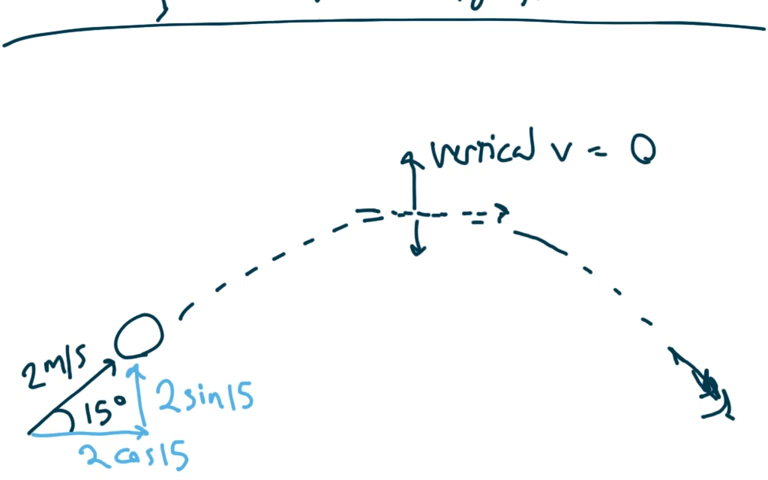 vertical v = 0
2m/s
15°
2sin15
2cos15